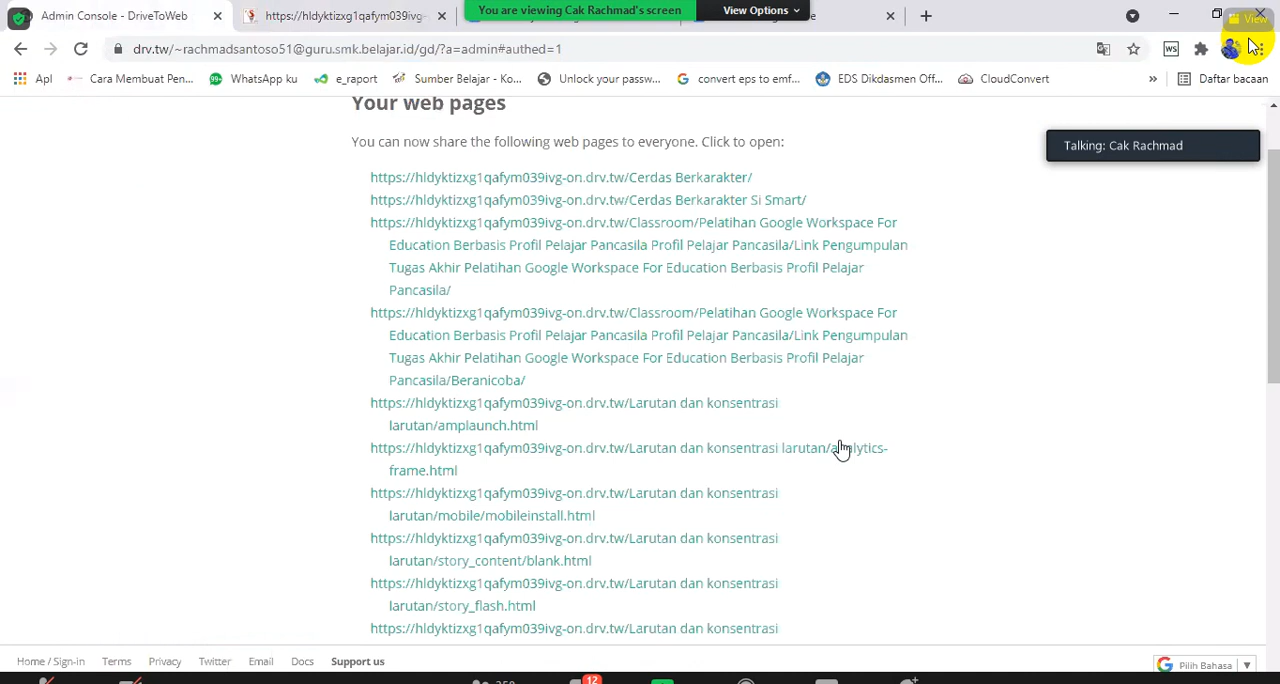 Admin Console - DriveToWeb
https://hldyktizxg1qafym039ivg-
You are viewing Cak Rachmad's screen
View Options
View
drv.tw/~rachmadsantoso51@guru.smk.belajar.id/gd/?a=admin#authed=1
Apl
Cara Membuat Pen...
WhatsApp ku
e_raport
Sumber Belajar - Ko...
Unlock your passwo...
convert eps to emf...
EDS Dikdasmen Off...
CloudConvert
»
Daftar bacaan
Your web pages
You can now share the following web pages to everyone. Click to open:
Talking: Cak Rachmad
https://hldyktizxg1qafym039ivg-on.drv.tw/Cerdas Berkarakter/
https://hldyktizxg1qafym039ivg-on.drv.tw/Cerdas Berkarakter Si Smart/
https://hldyktizxg1qafym039ivg-on.drv.tw/Classroom/Pelatihan Google Workspace For
Education Berbasis Profil Pelajar Pancasila Profil Pelajar Pancasila/Link Pengumpulan
Tugas Akhir Pelatihan Google Workspace For Education Berbasis Profil Pelajar
Pancasila/
https://hldyktizxg1qafym039ivg-on.drv.tw/Classroom/Pelatihan Google Workspace For
Education Berbasis Profil Pelajar Pancasila Profil Pelajar Pancasila/Link Pengumpulan
Tugas Akhir Pelatihan Google Workspace For Education Berbasis Profil Pelajar
Pancasila/Beranicoba/
https://hldyktizxg1qafym039ivg-on.drv.tw/Larutan dan konsentrasi
larutan/amplaunch.html
https://hldyktizxg1qafym039ivg-on.drv.tw/Larutan dan konsentrasi larutan/analytics-
frame.html
https://hldyktizxg1qafym039ivg-on.drv.tw/Larutan dan konsentrasi
larutan/mobile/mobileinstall.html
https://hldyktizxg1qafym039ivg-on.drv.tw/Larutan dan konsentrasi
larutan/story_content/blank.html
https://hldyktizxg1qafym039ivg-on.drv.tw/Larutan dan konsentrasi
larutan/story_flash.html
https://hldyktizxg1qafym039ivg-on.drv.tw/Larutan dan konsentrasi
Home / Sign-in
Terms
Privacy
Twitter
Email
Docs
Support us
Pilih Bahasa
12